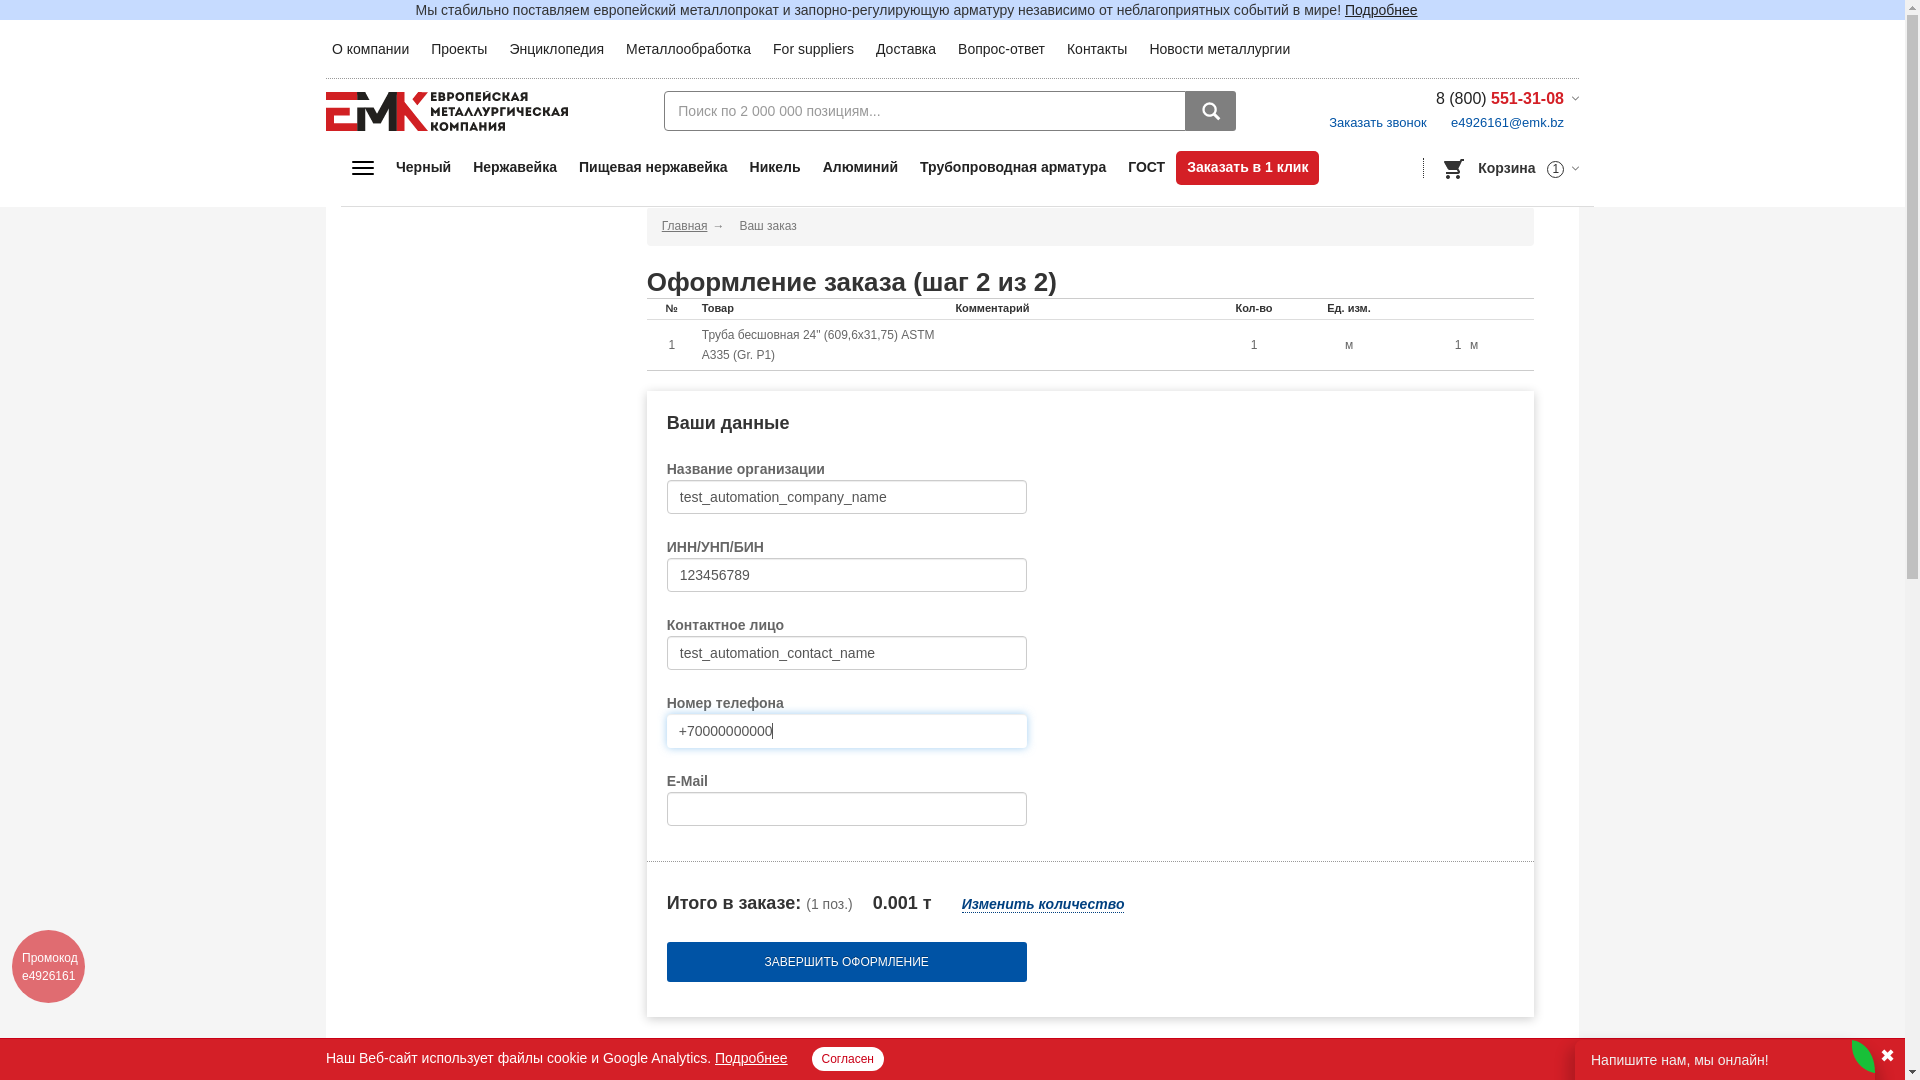 Мы стабильно поставляем европейский металлопрокат и запорно-регулирующую арматуру независимо от неблагоприятных событий в мире! Подробнее
О компании Проекты Энциклопедия Металлообработка For suppliers Доставка Вопрос-ответ Контакты Новости металлургии
ЕМК ЕВРОПЕЙСКАЯ
МЕТАЛЛУРГИЧЕСКАЯ
КОМПАНИЯ
Поиск по 2 000 000 позициям...
8 (800) 551-31-08
Заказать звонок e4926161@emk.bz
Черный Нержавейка Пищевая нержавейка Никель Алюминий Трубопроводная арматура ГОСТ Заказать в 1 клик Корзина 1
Главная → Ваш заказ
Оформление заказа (шаг 2 из 2)
№ Товар Комментарий Кол-во Ед. изм.
1 Труба бесшовная 24" (609,6х31,75) ASTM A335 (Gr. P1) 1 м 1 м
Ваши данные
Название организации
test_automation_company_name
ИНН/УНП/БИН
123456789
Контактное лицо
test_automation_contact_name
Номер телефона
+70000000000
E-Mail
Итого в заказе: (1 поз.) 0.001 т Изменить количество
ЗАВЕРШИТЬ ОФОРМЛЕНИЕ
Промокод
e4926161
Наш Веб-сайт использует файлы cookie и Google Analytics. Подробнее Согласен
Напишите нам, мы онлайн!